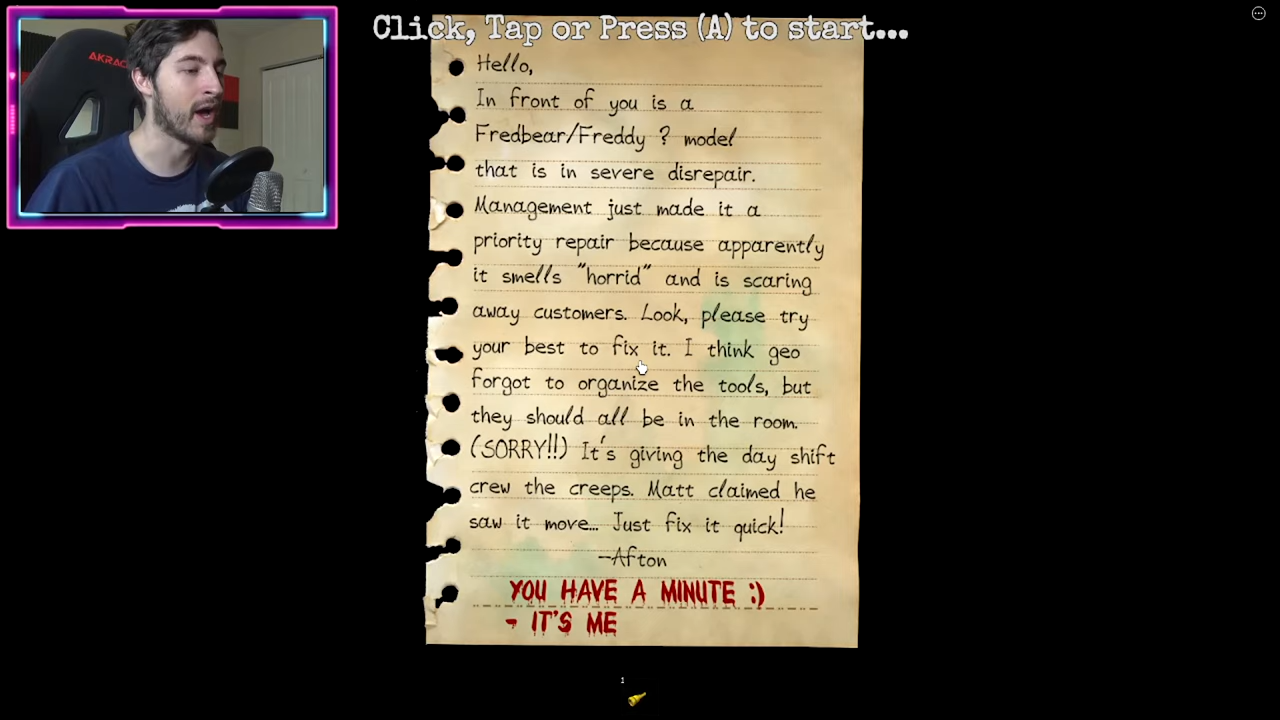 Click, Tap or Press (A) to start...
AKRAC
Hello,
In front of you is a
Fredbear/Freddy ? model
that is in severe disrepair.
Management just made it a
priority repair because apparently
it smells "horrid" and is scaring
away customers. Look, please try
your best to fix it. I think geo
forgot to organize the tools, but
they should all be in the room.
(SORRY!!) It's giving the day shift
crew the creeps. Matt claimed he
saw it move... Just fix it quick!
-Afton
YOU HAVE A MINUTE :)
- IT'S ME
1